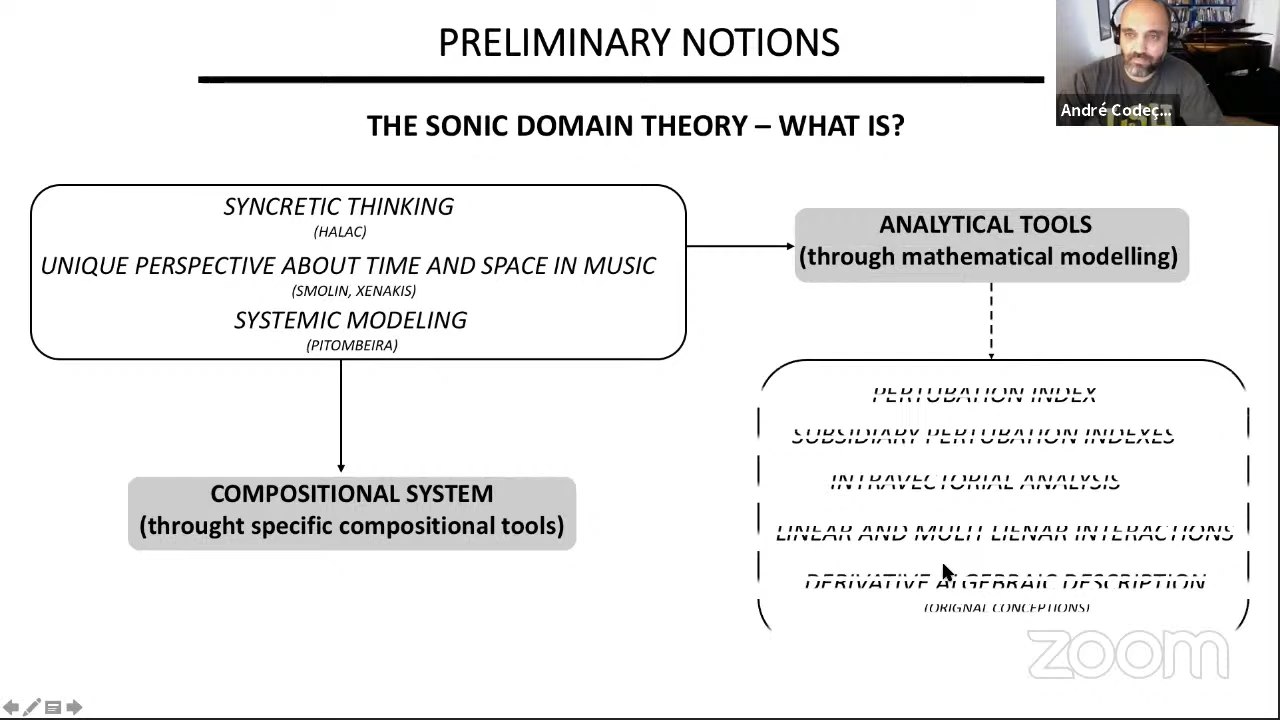 PRELIMINARY NOTIONS
THE SONIC DOMAIN THEORY – WHAT IS?
André Codeç...
SYNCRETIC THINKING
(HALAC)
UNIQUE PERSPECTIVE ABOUT TIME AND SPACE IN MUSIC
(SMOLIN, XENAKIS)
SYSTEMIC MODELING
(PITOMBEIRA)
ANALYTICAL TOOLS
(through mathematical modelling)
COMPOSITIONAL SYSTEM
(throught specific compositional tools)
PERTUBATION INDEX
SUBSIDIARY PERTUBATION INDEXES
INTRAVECTORIAL ANALYSIS
LINEAR AND MULTI LIENAR INTERACTIONS
DERIVATIVE ALGEBRAIC DESCRIPTION
(ORIGNAL CONCEPTIONS)
zoom